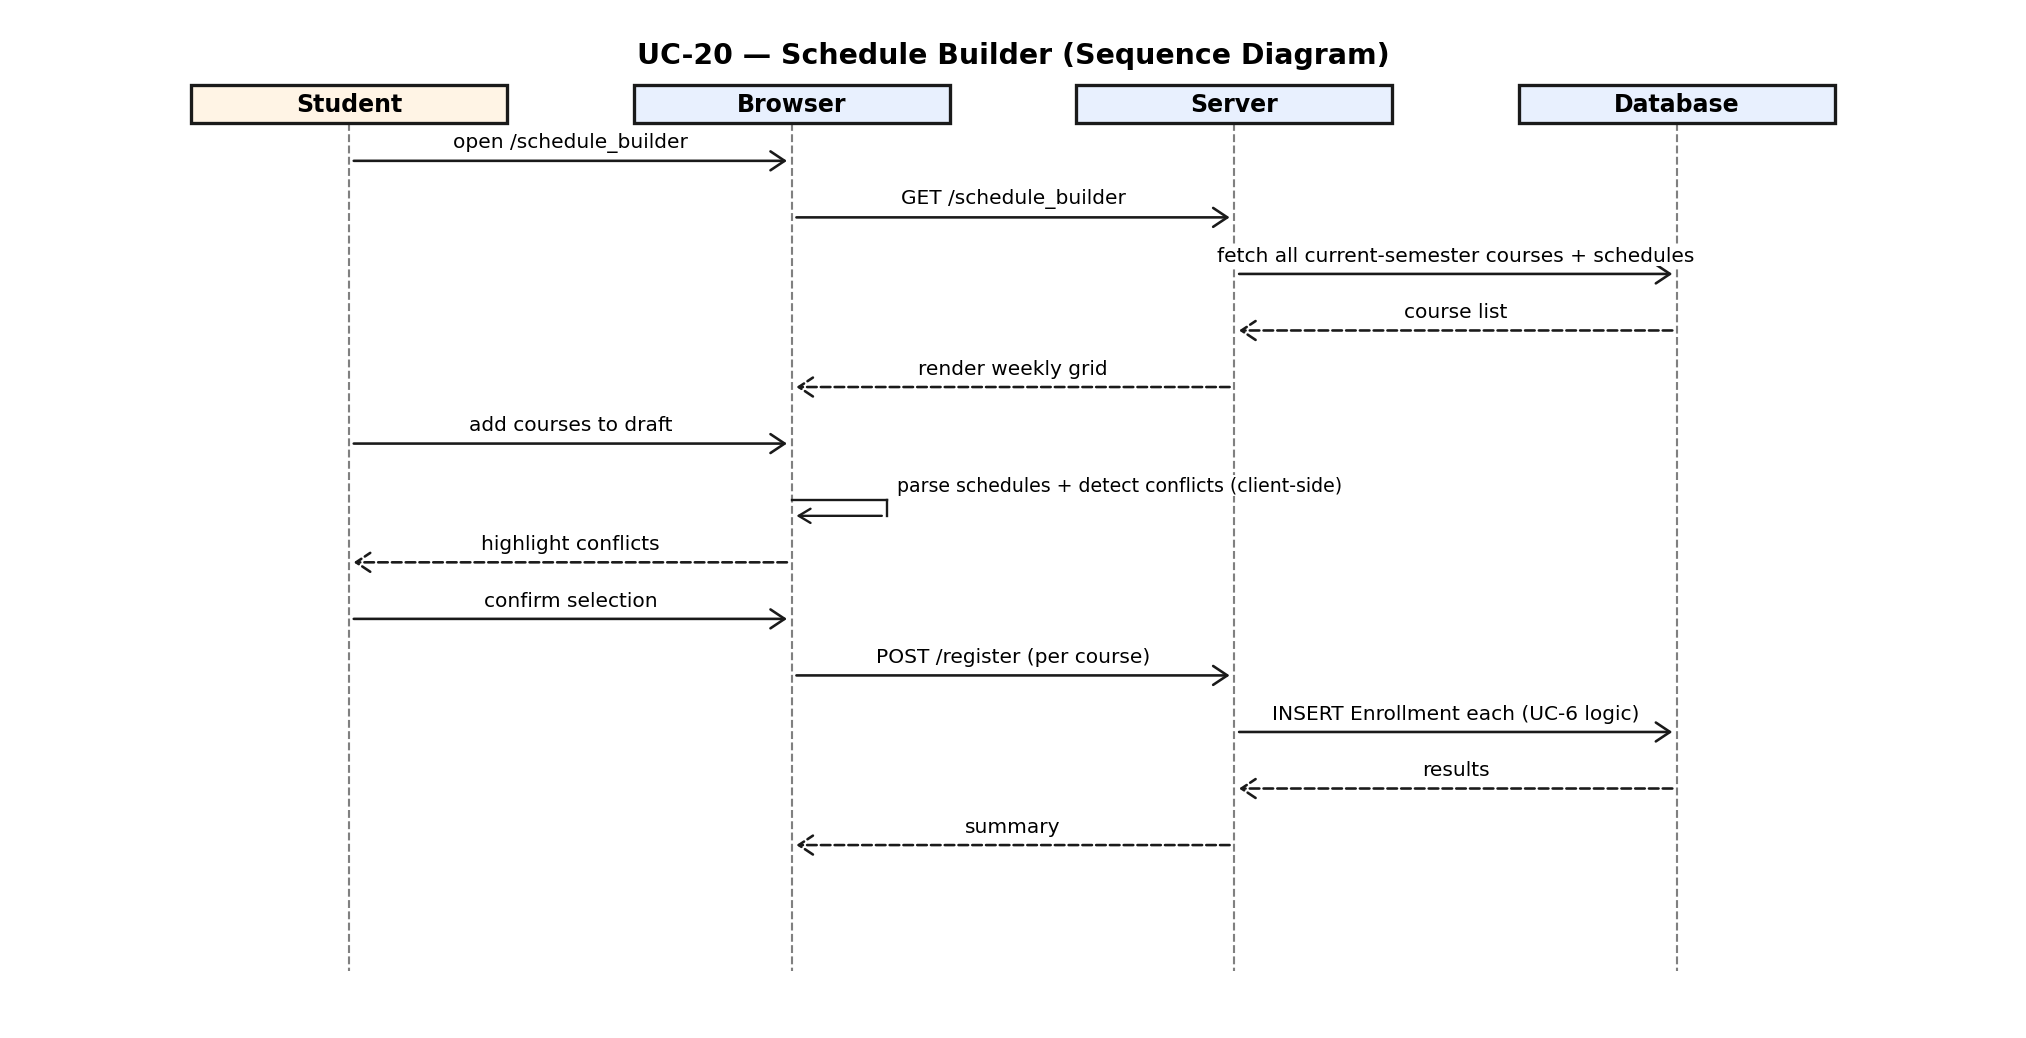 UC-20 — Schedule Builder (Sequence Diagram)
Student
Browser
Server
Database
open /schedule_builder
GET /schedule_builder
fetch all current-semester courses + schedules
course list
render weekly grid
add courses to draft
parse schedules + detect conflicts (client-side)
highlight conflicts
confirm selection
POST /register (per course)
INSERT Enrollment each (UC-6 logic)
results
summary